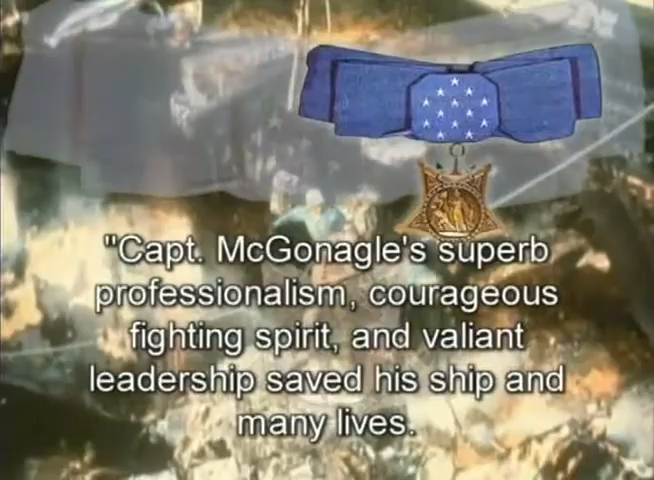 "Capt. McGonagle's superb
professionalism, courageous
fighting spirit, and valiant
leadership saved his ship and
many lives.